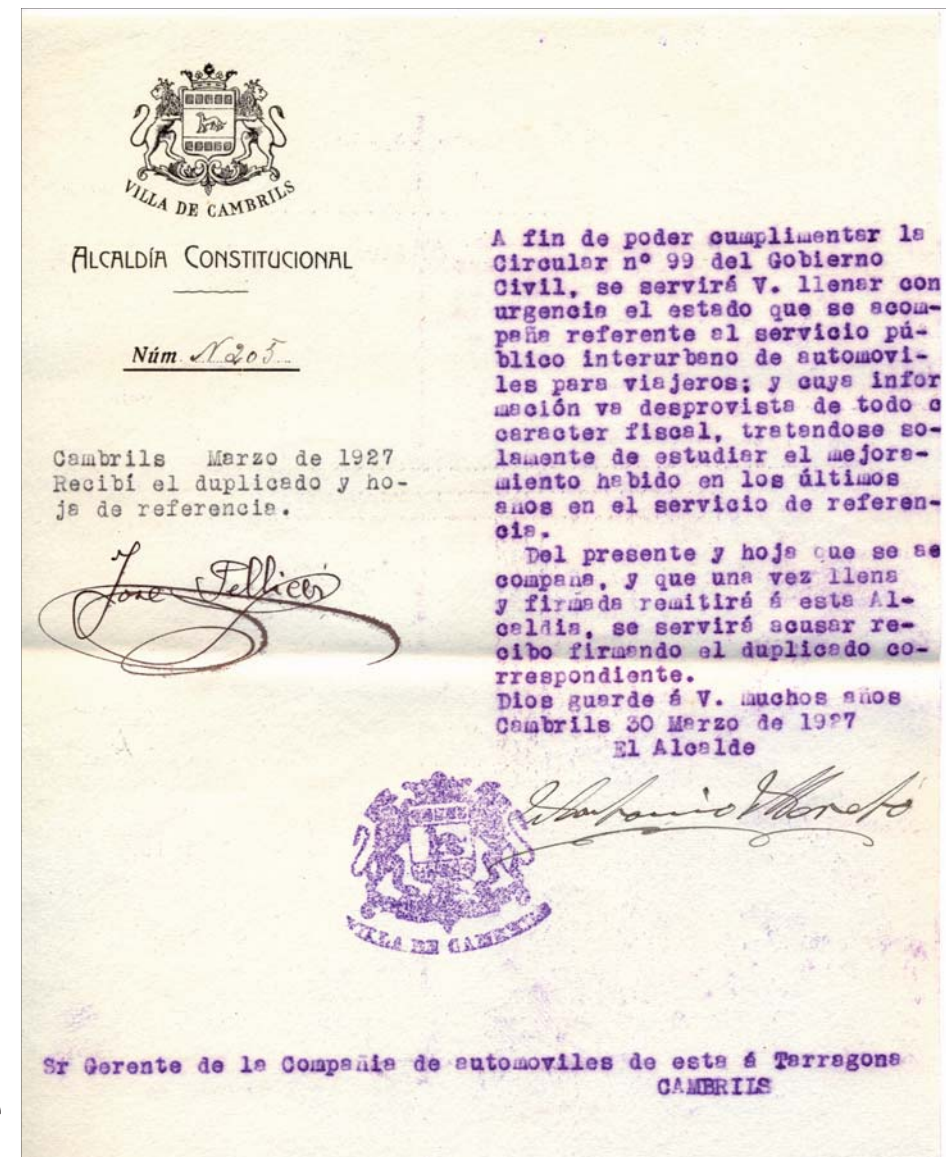 VILLA DE CAMBRILS
ALCALDÍA CONSTITUCIONAL
Núm. N 205
Cambrils Marzo de 1927
Recibí el duplicado y ho-
ja de referencia.
José Pellicer
A fin de poder cumplimentar la
Circular nº 99 del Gobierno
Civil, se servirá V. llenar con
urgencia el estado que se acom-
paña referente al servicio pú-
blico interurbano de automovi-
les para viajeros; y cuya infor
mación va desprovista de todo c
caracter fiscal, tratandose so-
lamente de estudiar el mejora-
miento habido en los últimos
años en el servicio de referen-
cia.
Del presente y hoja que se ac
compaña, y que una vez llena
y firmada remitirá á esta Al-
caldia, se servirá acusar re-
cibo firmando el duplicado co-
rrespondiente.
Dios guarde á V. muchos años
Cambrils 30 Marzo de 1927
El Alcalde
Antonio
VILLA DE CAMBRILS
Sr Gerente de la Compañia de automoviles de esta á Tarragona
CAMBRILS